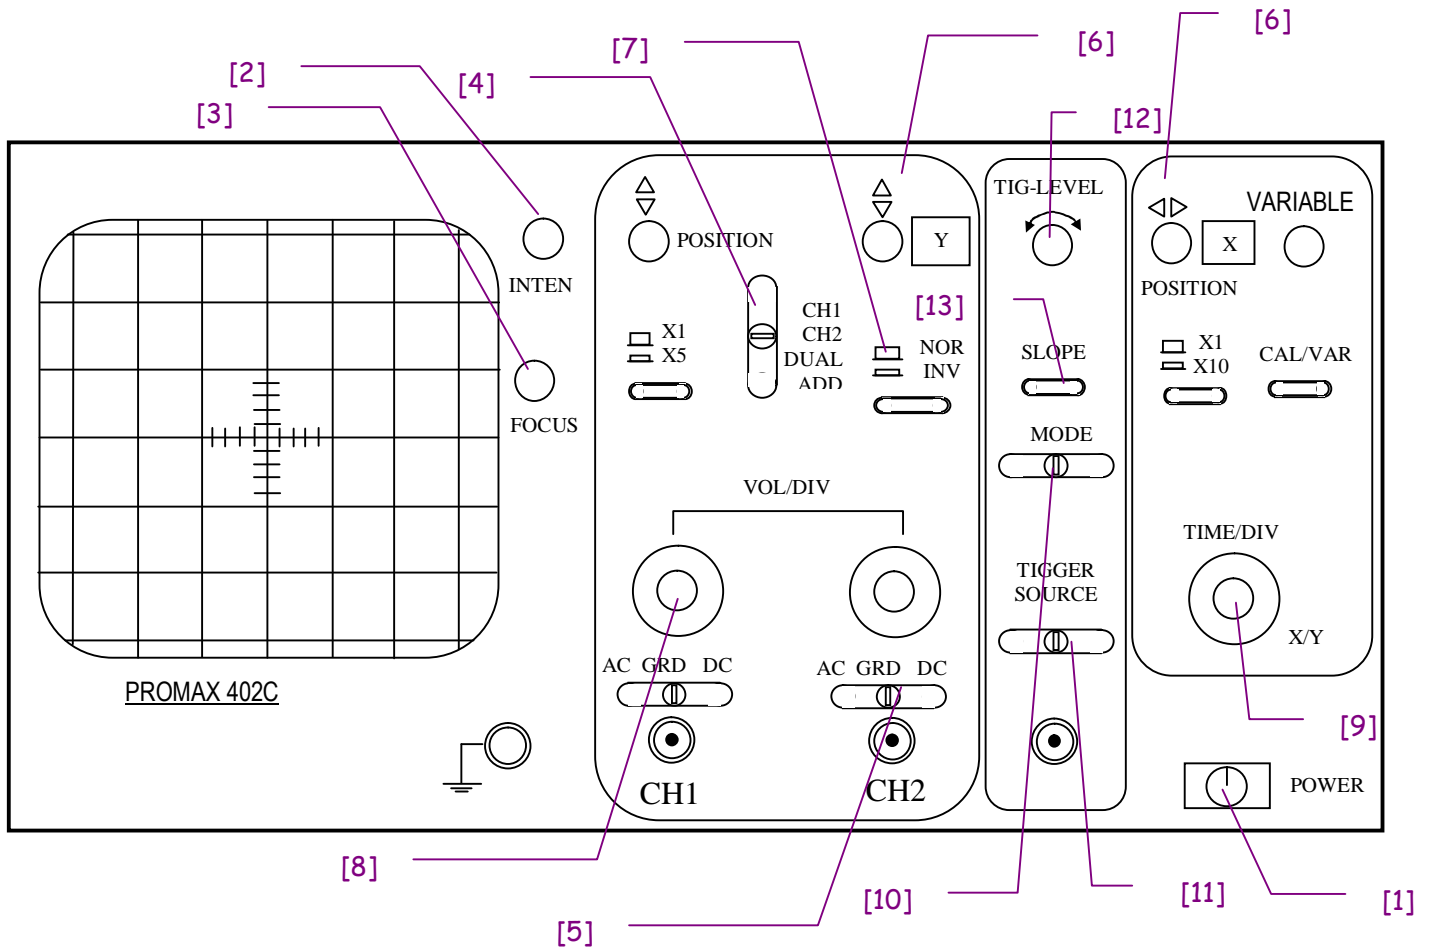 [6]
[7]
[6]
[2]
[4]
[3]
[12]
TIG-LEVEL
VARIABLE
POSITION
Y
X
INTEN
POSITION
[13]
CH1
CH2
DUAL
ADD
X1
X5
NOR
INV
SLOPE
X1
X10
CAL/VAR
FOCUS
MODE
VOL/DIV
TIME/DIV
TIGGER
SOURCE
X/Y
AC GRD DC
AC GRD DC
PROMAX 402C
[9]
CH1
CH2
POWER
[8]
[10]
[11]
[1]
[5]